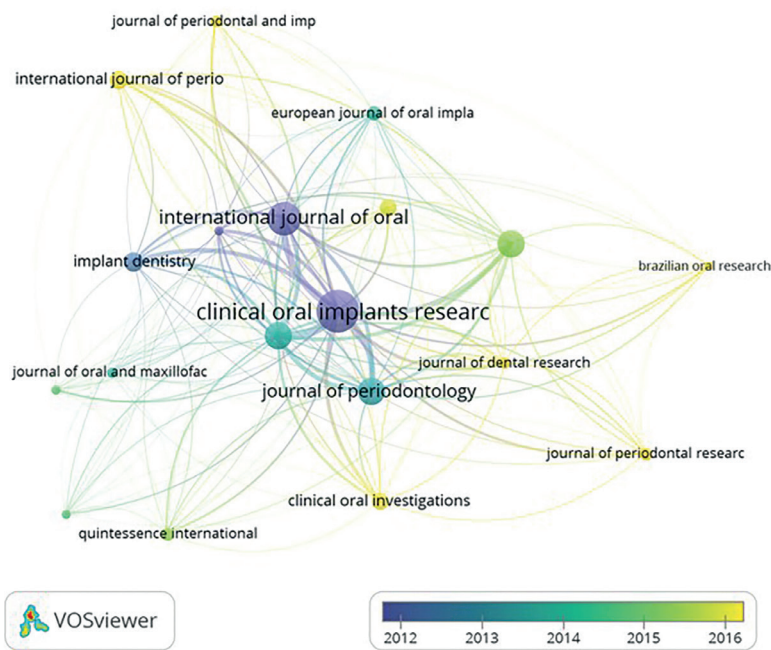 journal of periodontal and imp
international journal of perio
european journal of oral impla
international journal of oral
implant dentistry
brazilian oral research
clinical oral implants researc
journal of dental research
journal of oral and maxillofac
journal of periodontology
journal of periodontal researc
clinical oral investigations
quintessence international
VOSviewer
2012 2013 2014 2015 2016